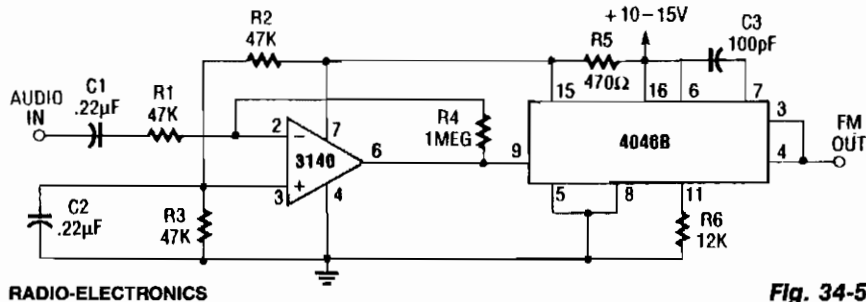 +10–15V
C3
100pF
R2
47K
R5
470Ω
C1
.22µF
R1
47K
AUDIO
IN
R4
1MEG
2
−
+
3
7
4
6
3140
15
16
6
7
9
4046B
3
4
5
8
11
FM
OUT
C2
.22µF
R3
47K
R6
12K
RADIO-ELECTRONICS
Fig. 34-5